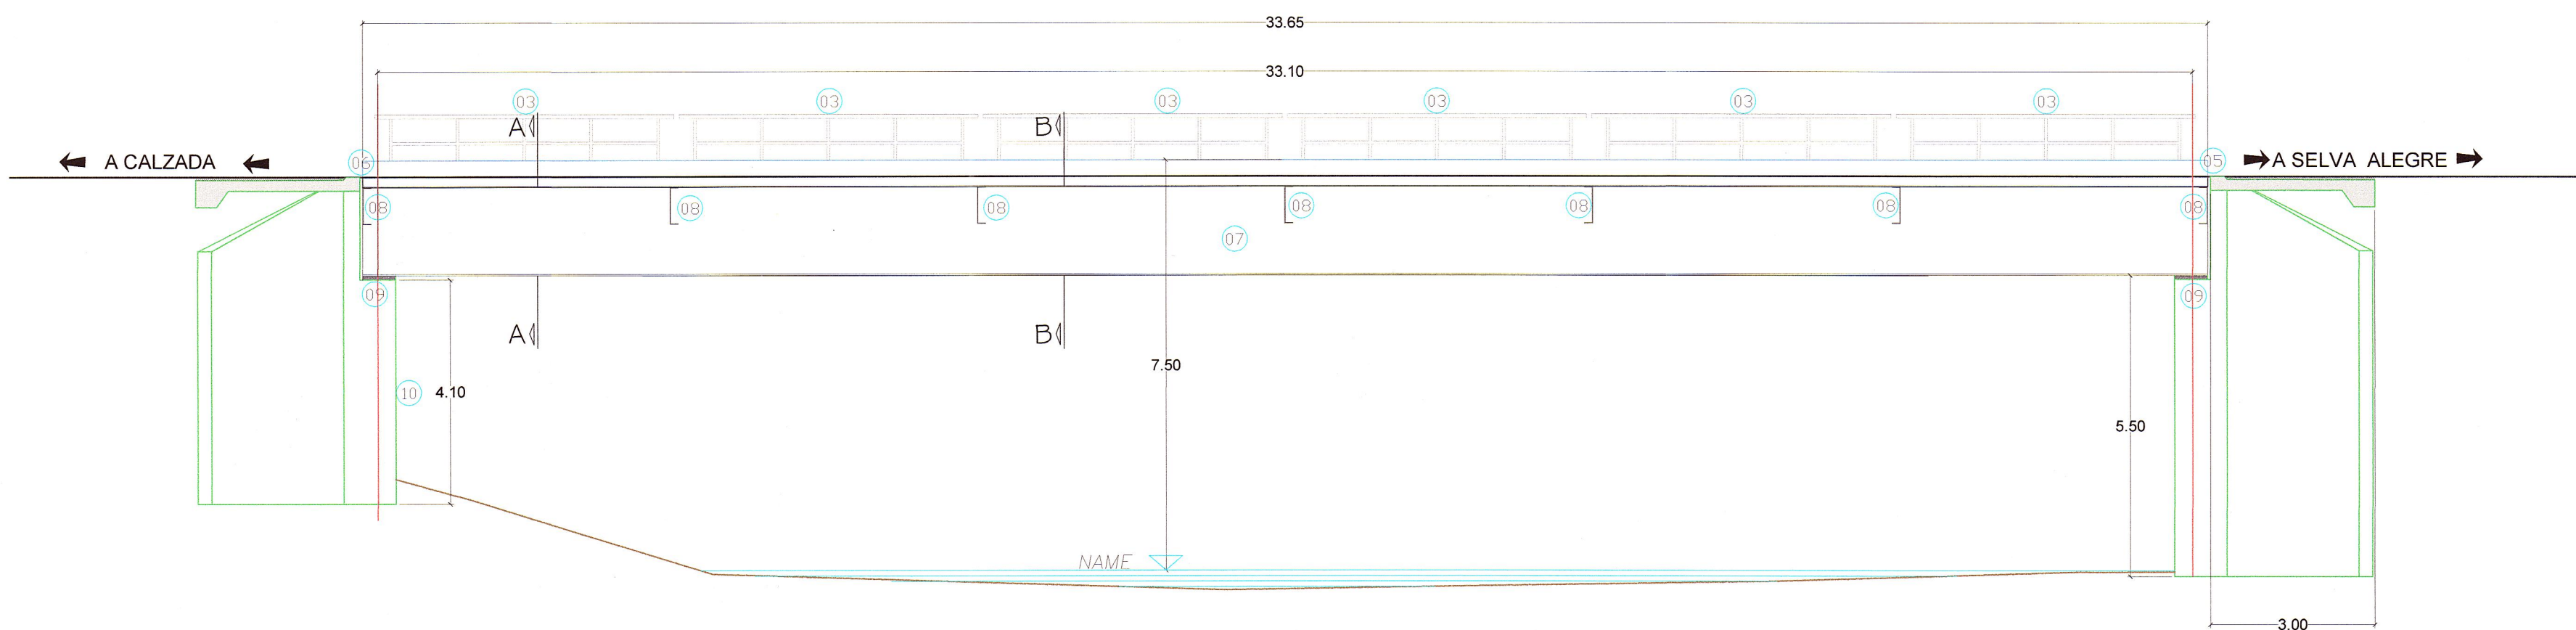 33.65
33.10
03 03 03 03 03 03
A B
A CALZADA 06 05 A SELVA ALEGRE
08 08 08 08 08 08 08
07
09 09
A B
7.50
10 4.10
5.50
NAME
3.00